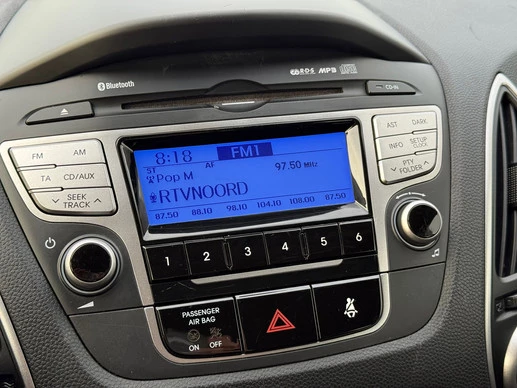 Bluetooth
RDS MP3
CD-IN
FM AM
TA CD/AUX
SEEK
TRACK
8:18 FM1
ST AF 97.50 MHz
Pop M
RTVNOORD
87.50 88.10 98.10 104.10 108.00 87.50
AST DARK
INFO SETUP
CLOCK
PTY
FOLDER
1 2 3 4 5 6
PASSENGER
AIR BAG
ON OFF